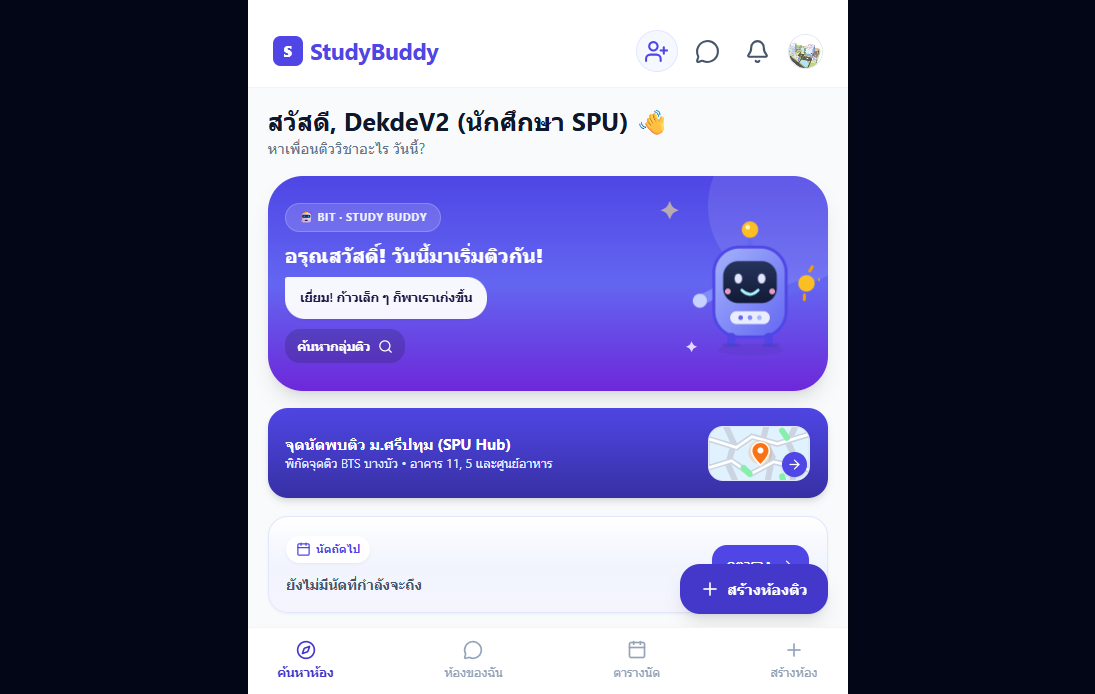 S StudyBuddy
สวัสดี, DekdeV2 (นักศึกษา SPU) 👋
หาเพื่อนติววิชาอะไร วันนี้?
BIT · STUDY BUDDY
อรุณสวัสดิ์! วันนี้มาเริ่มติวกัน!
เยี่ยม! ก้าวเล็ก ๆ ก็พาเราเก่งขึ้น
ค้นหากลุ่มติว
จุดนัดพบติว ม.ศรีปทุม (SPU Hub)
พิกัดจุดติว BTS บางบัว • อาคาร 11, 5 และศูนย์อาหาร
นัดถัดไป
ยังไม่มีนัดที่กำลังจะถึง
สร้างห้องติว
ค้นหาห้อง
ห้องของฉัน
ตารางนัด
สร้างห้อง